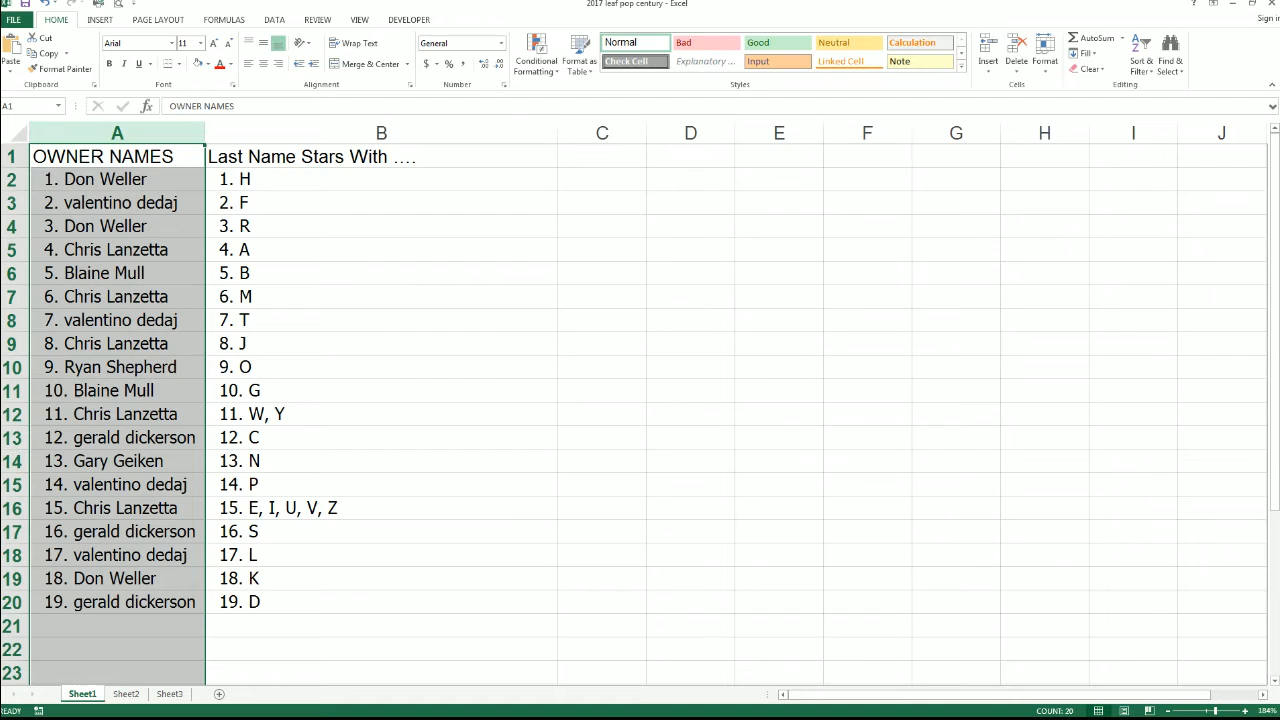 2017 leaf pop century - Excel
Sign in
FILE HOME INSERT PAGE LAYOUT FORMULAS DATA REVIEW VIEW DEVELOPER
Cut
Copy
Format Painter
Paste
Clipboard
Arial 11
B I U
Font
Wrap Text
Merge & Center
Alignment
General
$ % ,
Number
Conditional Formatting
Format as Table
Normal Bad Good Neutral Calculation
Check Cell Explanatory ... Input Linked Cell Note
Styles
Insert Delete Format
Cells
AutoSum
Fill
Clear
Sort & Filter
Find & Select
Editing
A1 fx OWNER NAMES
A B C D E F G H I J
1 OWNER NAMES Last Name Stars With ....
2 1. Don Weller 1. H
3 2. valentino dedaj 2. F
4 3. Don Weller 3. R
5 4. Chris Lanzetta 4. A
6 5. Blaine Mull 5. B
7 6. Chris Lanzetta 6. M
8 7. valentino dedaj 7. T
9 8. Chris Lanzetta 8. J
10 9. Ryan Shepherd 9. O
11 10. Blaine Mull 10. G
12 11. Chris Lanzetta 11. W, Y
13 12. gerald dickerson 12. C
14 13. Gary Geiken 13. N
15 14. valentino dedaj 14. P
16 15. Chris Lanzetta 15. E, I, U, V, Z
17 16. gerald dickerson 16. S
18 17. valentino dedaj 17. L
19 18. Don Weller 18. K
20 19. gerald dickerson 19. D
21
22
23
Sheet1 Sheet2 Sheet3
READY COUNT: 20 184%